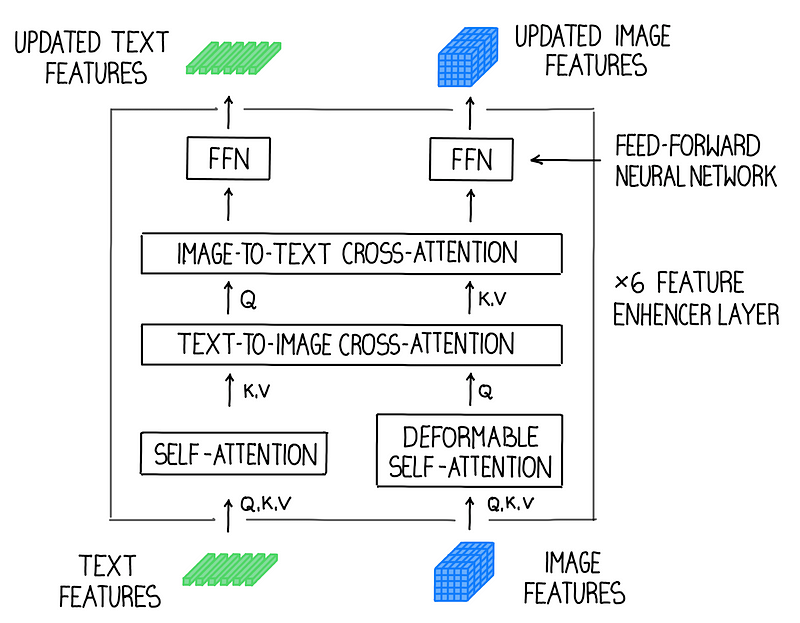 UPDATED TEXT
FEATURES
UPDATED IMAGE
FEATURES
FFN
FFN
FEED-FORWARD
NEURAL NETWORK
IMAGE-TO-TEXT CROSS-ATTENTION
Q
K,V
×6 FEATURE
ENHENCER LAYER
TEXT-TO-IMAGE CROSS-ATTENTION
K,V
Q
SELF-ATTENTION
DEFORMABLE
SELF-ATTENTION
Q,K,V
Q,K,V
TEXT
FEATURES
IMAGE
FEATURES